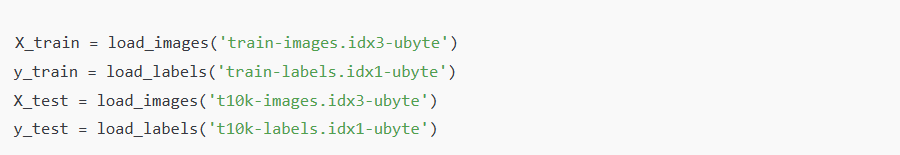 X_train = load_images('train-images.idx3-ubyte')
y_train = load_labels('train-labels.idx1-ubyte')
X_test = load_images('t10k-images.idx3-ubyte')
y_test = load_labels('t10k-labels.idx1-ubyte')